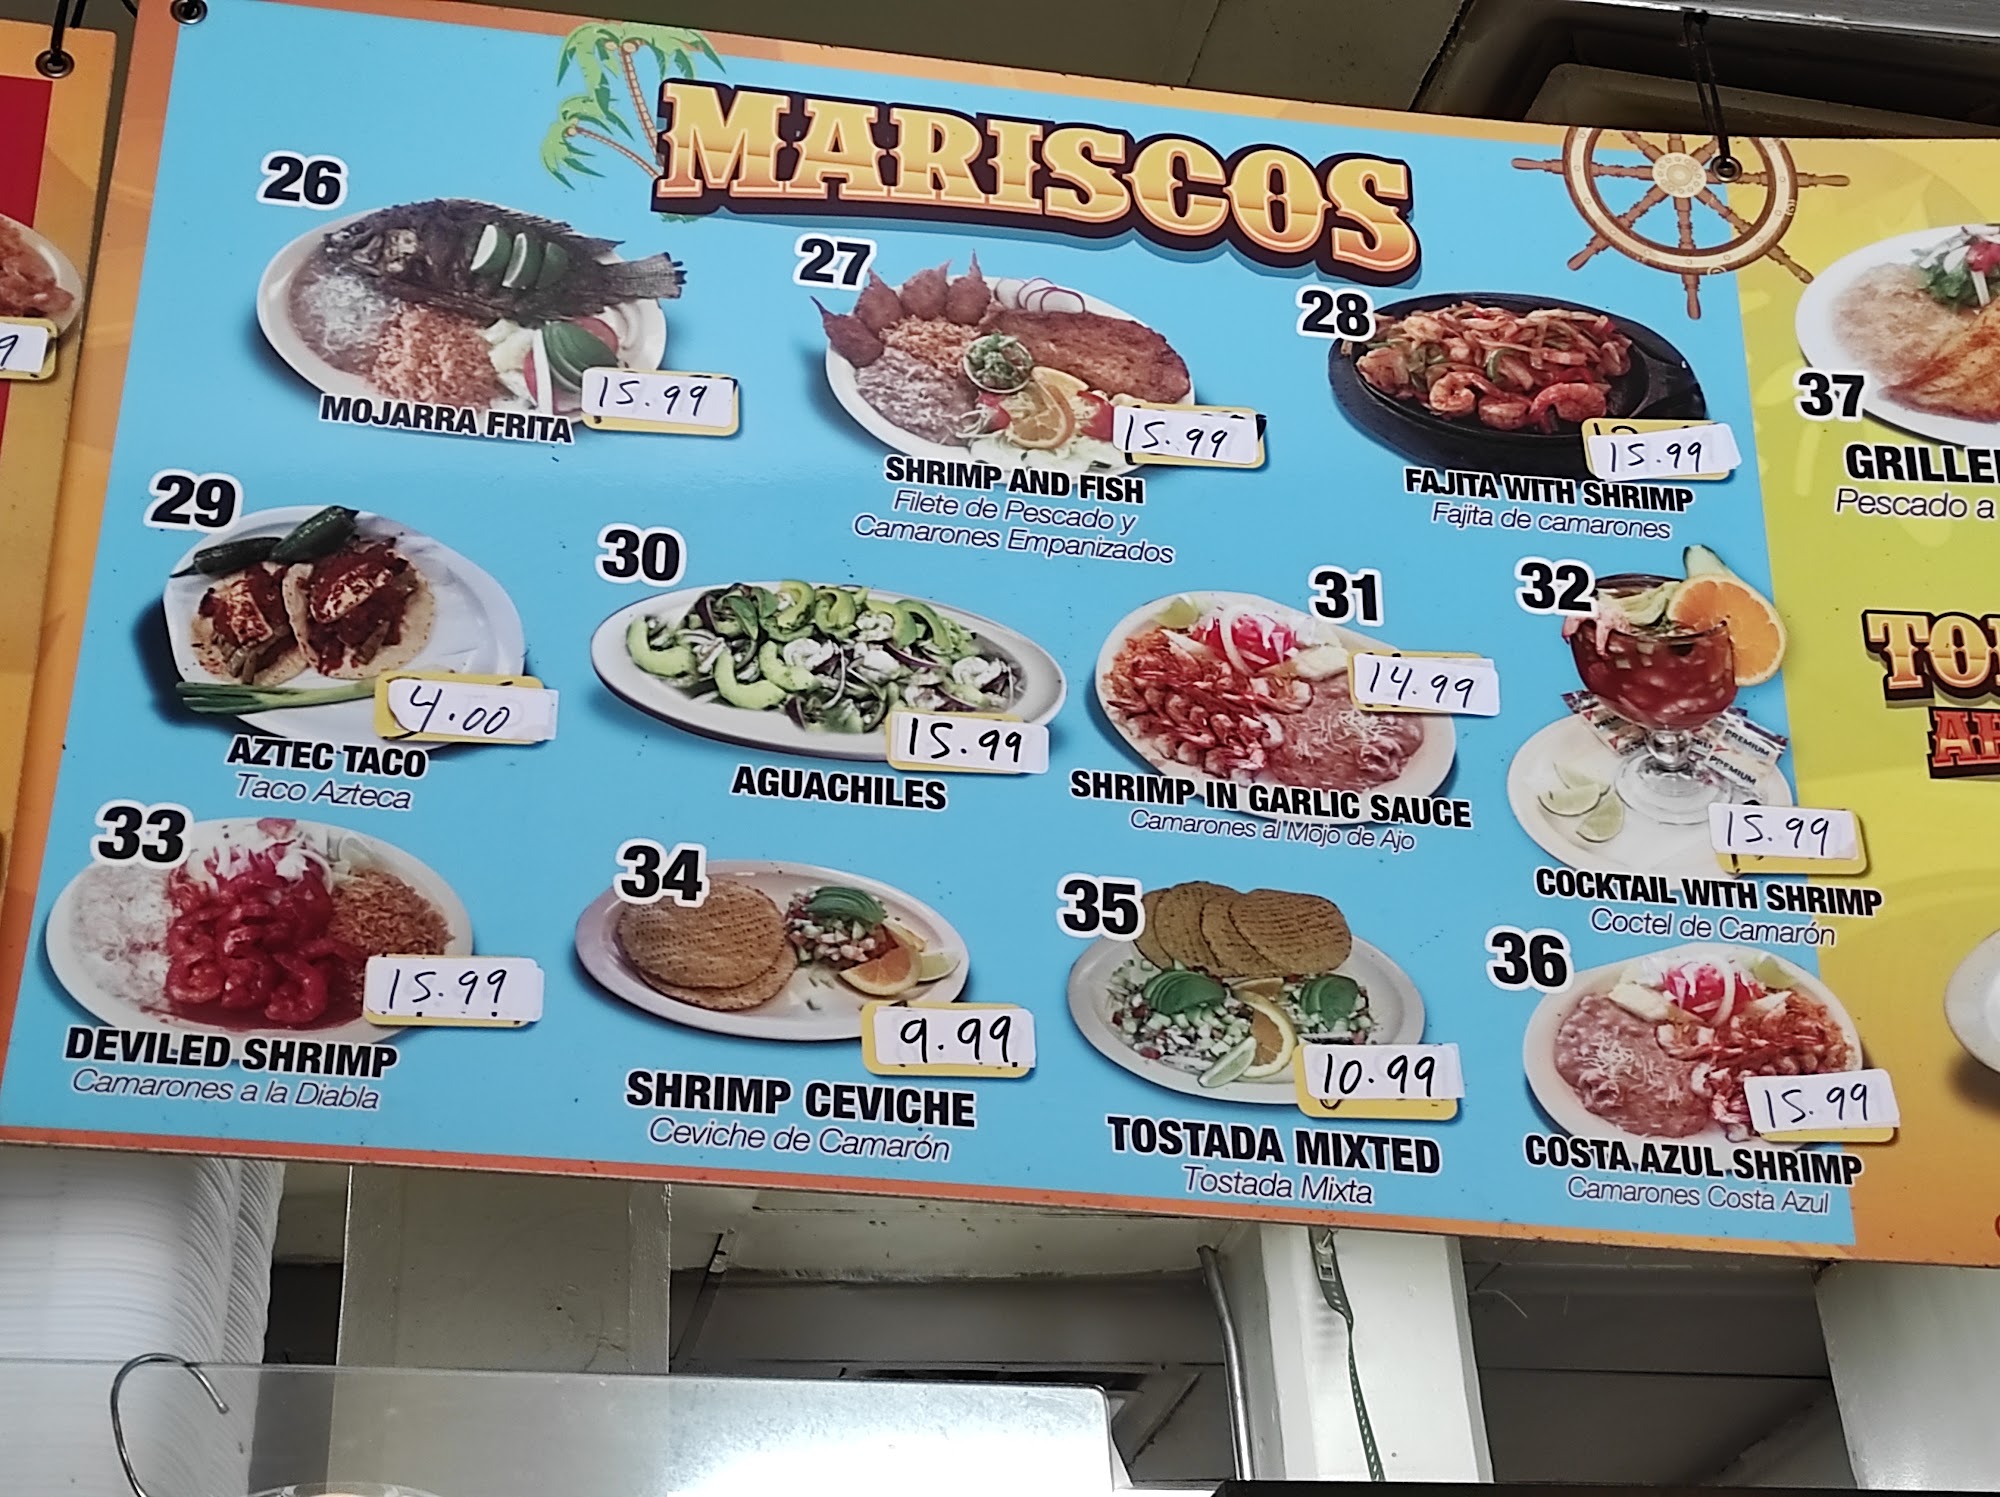 MARISCOS
26
15.99
MOJARRA FRITA
27
15.99
SHRIMP AND FISH
Filete de Pescado y
Camarones Empanizados
28
15.99
FAJITA WITH SHRIMP
Fajita de camarones
29
4.00
AZTEC TACO
Taco Azteca
30
15.99
AGUACHILES
31
14.99
SHRIMP IN GARLIC SAUCE
Camarones al Mojo de Ajo
32
PREMIUM
PREMIUM
15.99
COCKTAIL WITH SHRIMP
Coctel de Camarón
33
15.99
DEVILED SHRIMP
Camarones a la Diabla
34
9.99
SHRIMP CEVICHE
Ceviche de Camarón
35
10.99
TOSTADA MIXTED
Tostada Mixta
36
15.99
COSTA AZUL SHRIMP
Camarones Costa Azul
37
Pescado a